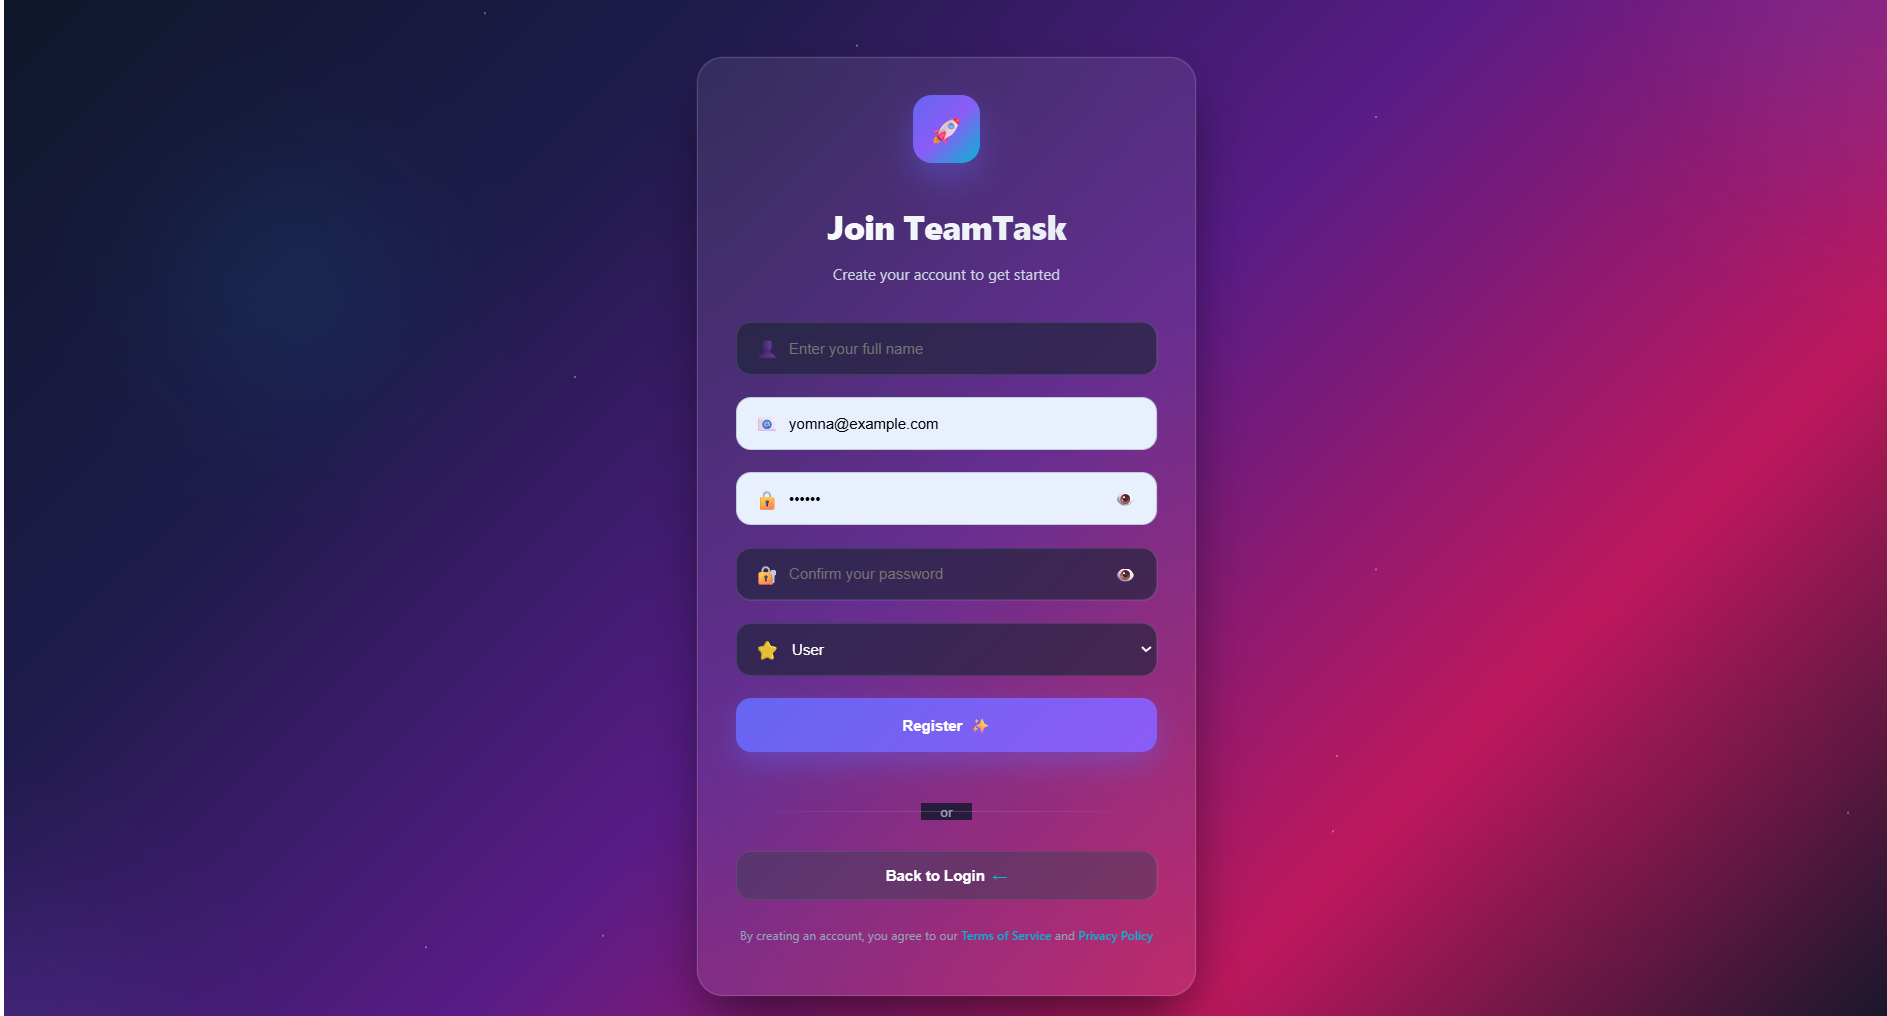 Join TeamTask
Create your account to get started
Enter your full name
yomna@example.com
••••••
Confirm your password
User
Register ✨
or
Back to Login ←
By creating an account, you agree to our Terms of Service and Privacy Policy